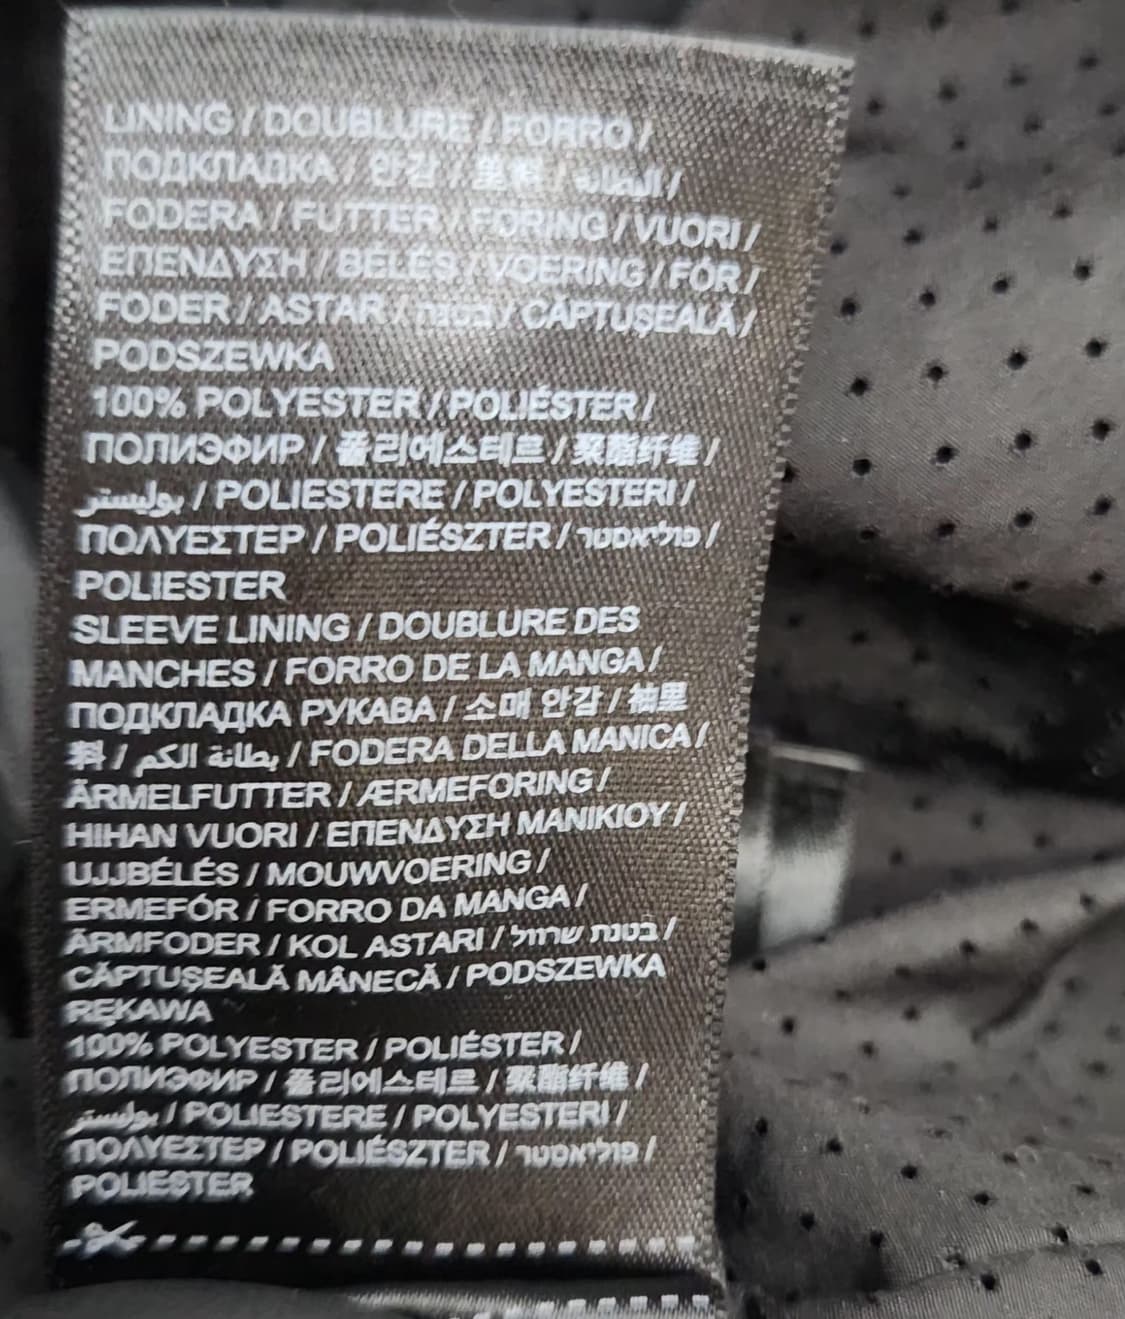 LINING / DOUBLURE / FORRO /
ПОДКЛАДКА / 안감 / 里料 / البطانة /
FODERA / FUTTER / FORING / VUORI /
ΕΠΕΝΔΥΣΗ / BÉLÉS / VOERING / FÓR /
FODER / ASTAR / בטנה / CĂPTUȘEALĂ /
PODSZEWKA
100% POLYESTER / POLIÉSTER /
ПОЛИЭФИР / 폴리에스테르 / 聚酯纤维 /
بوليستر / POLIESTERE / POLYESTERI /
ΠΟΛΥΕΣΤΕΡ / POLIÉSZTER / פוליאסטר /
POLIESTER
SLEEVE LINING / DOUBLURE DES
MANCHES / FORRO DE LA MANGA /
ПОДКЛАДКА РУКАВА / 소매 안감 / 袖里
料 / بطانة الكم / FODERA DELLA MANICA /
ÄRMELFUTTER / ÆRMEFORING /
HIHAN VUORI / ΕΠΕΝΔΥΣΗ ΜΑΝΙΚΙΟΥ /
UJJBÉLÉS / MOUWVOERING /
ERMEFÓR / FORRO DA MANGA /
ÄRMFODER / KOL ASTARI / בטנת שרוול /
CĂPTUȘEALĂ MÂNECĂ / PODSZEWKA
RĘKAWA
100% POLYESTER / POLIÉSTER /
ПОЛИЭФИР / 폴리에스테르 / 聚酯纤维 /
بوليستر / POLIESTERE / POLYESTERI /
ΠΟΛΥΕΣΤΕΡ / POLIÉSZTER / פוליאסטר /
POLIESTER